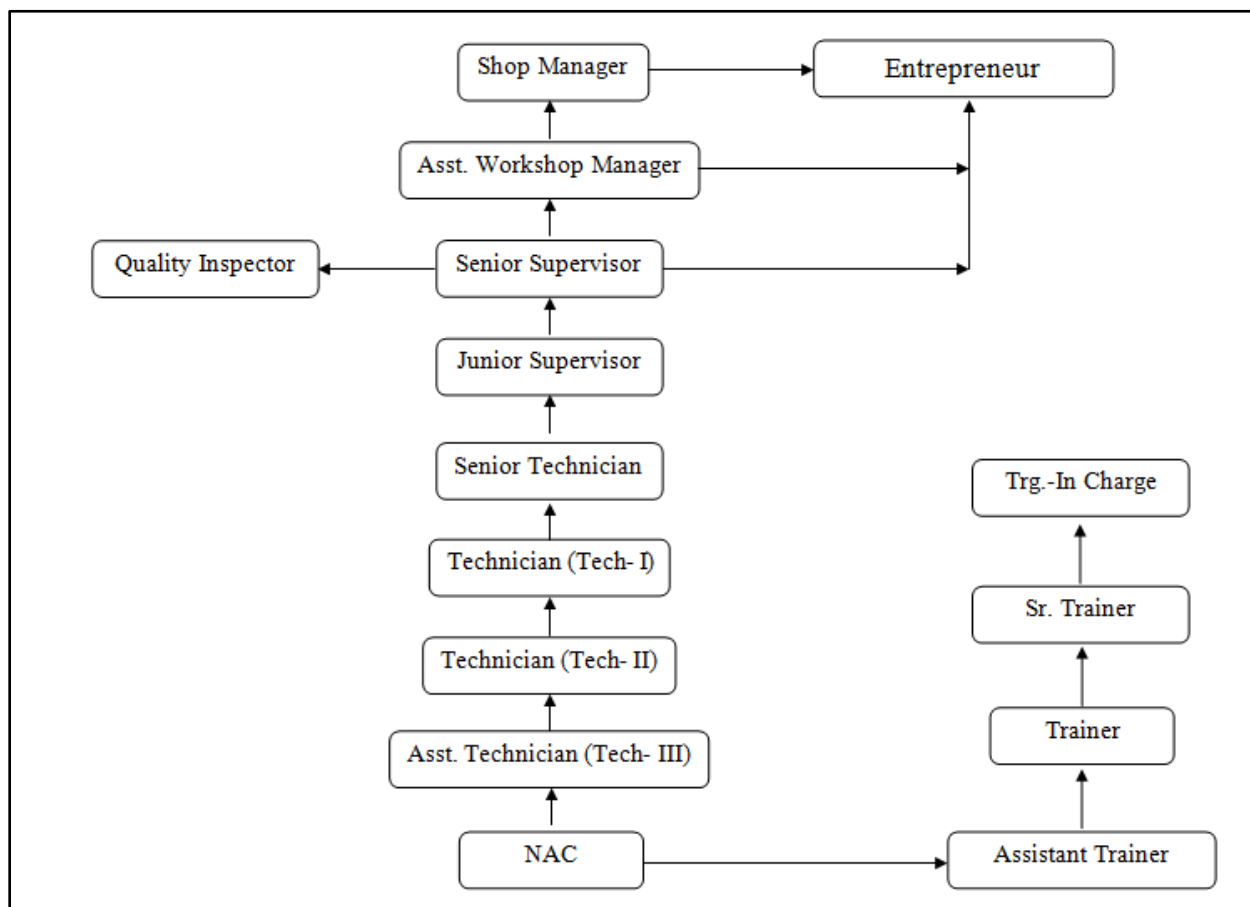 Shop Manager
Entrepreneur
Asst. Workshop Manager
Quality Inspector
Senior Supervisor
Junior Supervisor
Senior Technician
Trg.-In Charge
Technician (Tech- I)
Sr. Trainer
Technician (Tech- II)
Trainer
Asst. Technician (Tech- III)
NAC
Assistant Trainer